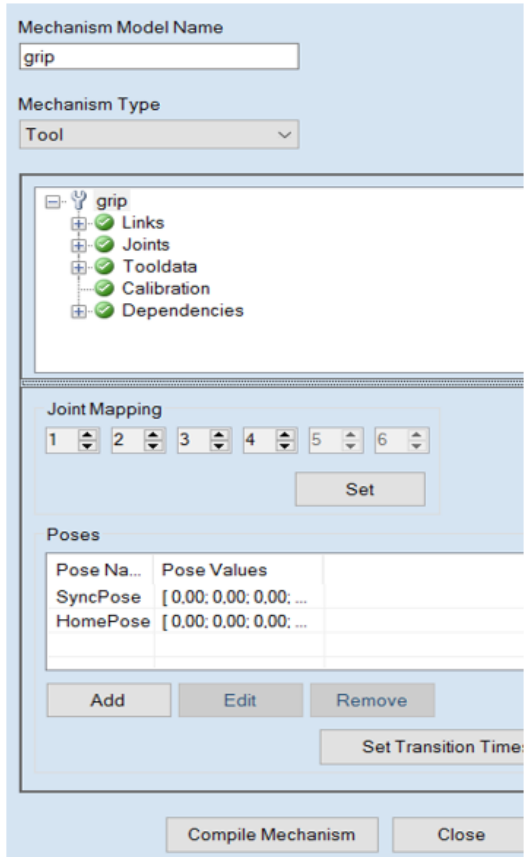 Mechanism Model Name
grip
Mechanism Type
Tool
grip
Links
Joints
Tooldata
Calibration
Dependencies
Joint Mapping
1 2 3 4 5 6
Set
Poses
Pose Na... Pose Values
SyncPose [ 0,00; 0,00; 0,00; ...
HomePose [ 0,00; 0,00; 0,00; ...
Add Edit Remove
Set Transition Time
Compile Mechanism Close